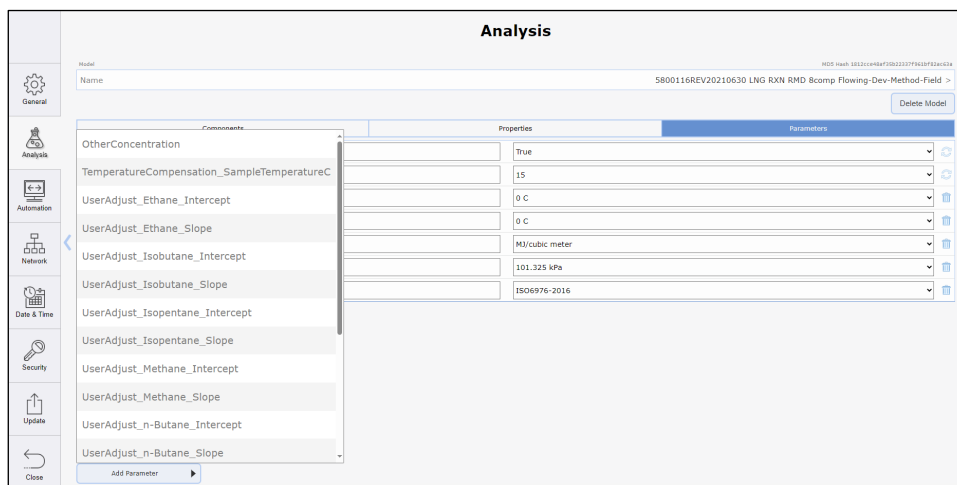 Analysis
Model
MD5 Hash 1812cce48ef35b22337f961bf82ac63a
Name
5800116REV20210630 LNG RXN RMD 8comp Flowing-Dev-Method-Field >
Delete Model
Components
Properties
Parameters
General
Analysis
Automation
Network
Date & Time
Security
Update
Close
OtherConcentration
TemperatureCompensation_SampleTemperatureC
UserAdjust_Ethane_Intercept
UserAdjust_Ethane_Slope
UserAdjust_Isobutane_Intercept
UserAdjust_Isobutane_Slope
UserAdjust_Isopentane_Intercept
UserAdjust_Isopentane_Slope
UserAdjust_Methane_Intercept
UserAdjust_Methane_Slope
UserAdjust_n-Butane_Intercept
UserAdjust_n-Butane_Slope
True
15
0 C
0 C
MJ/cubic meter
101.325 kPa
ISO6976-2016
Add Parameter